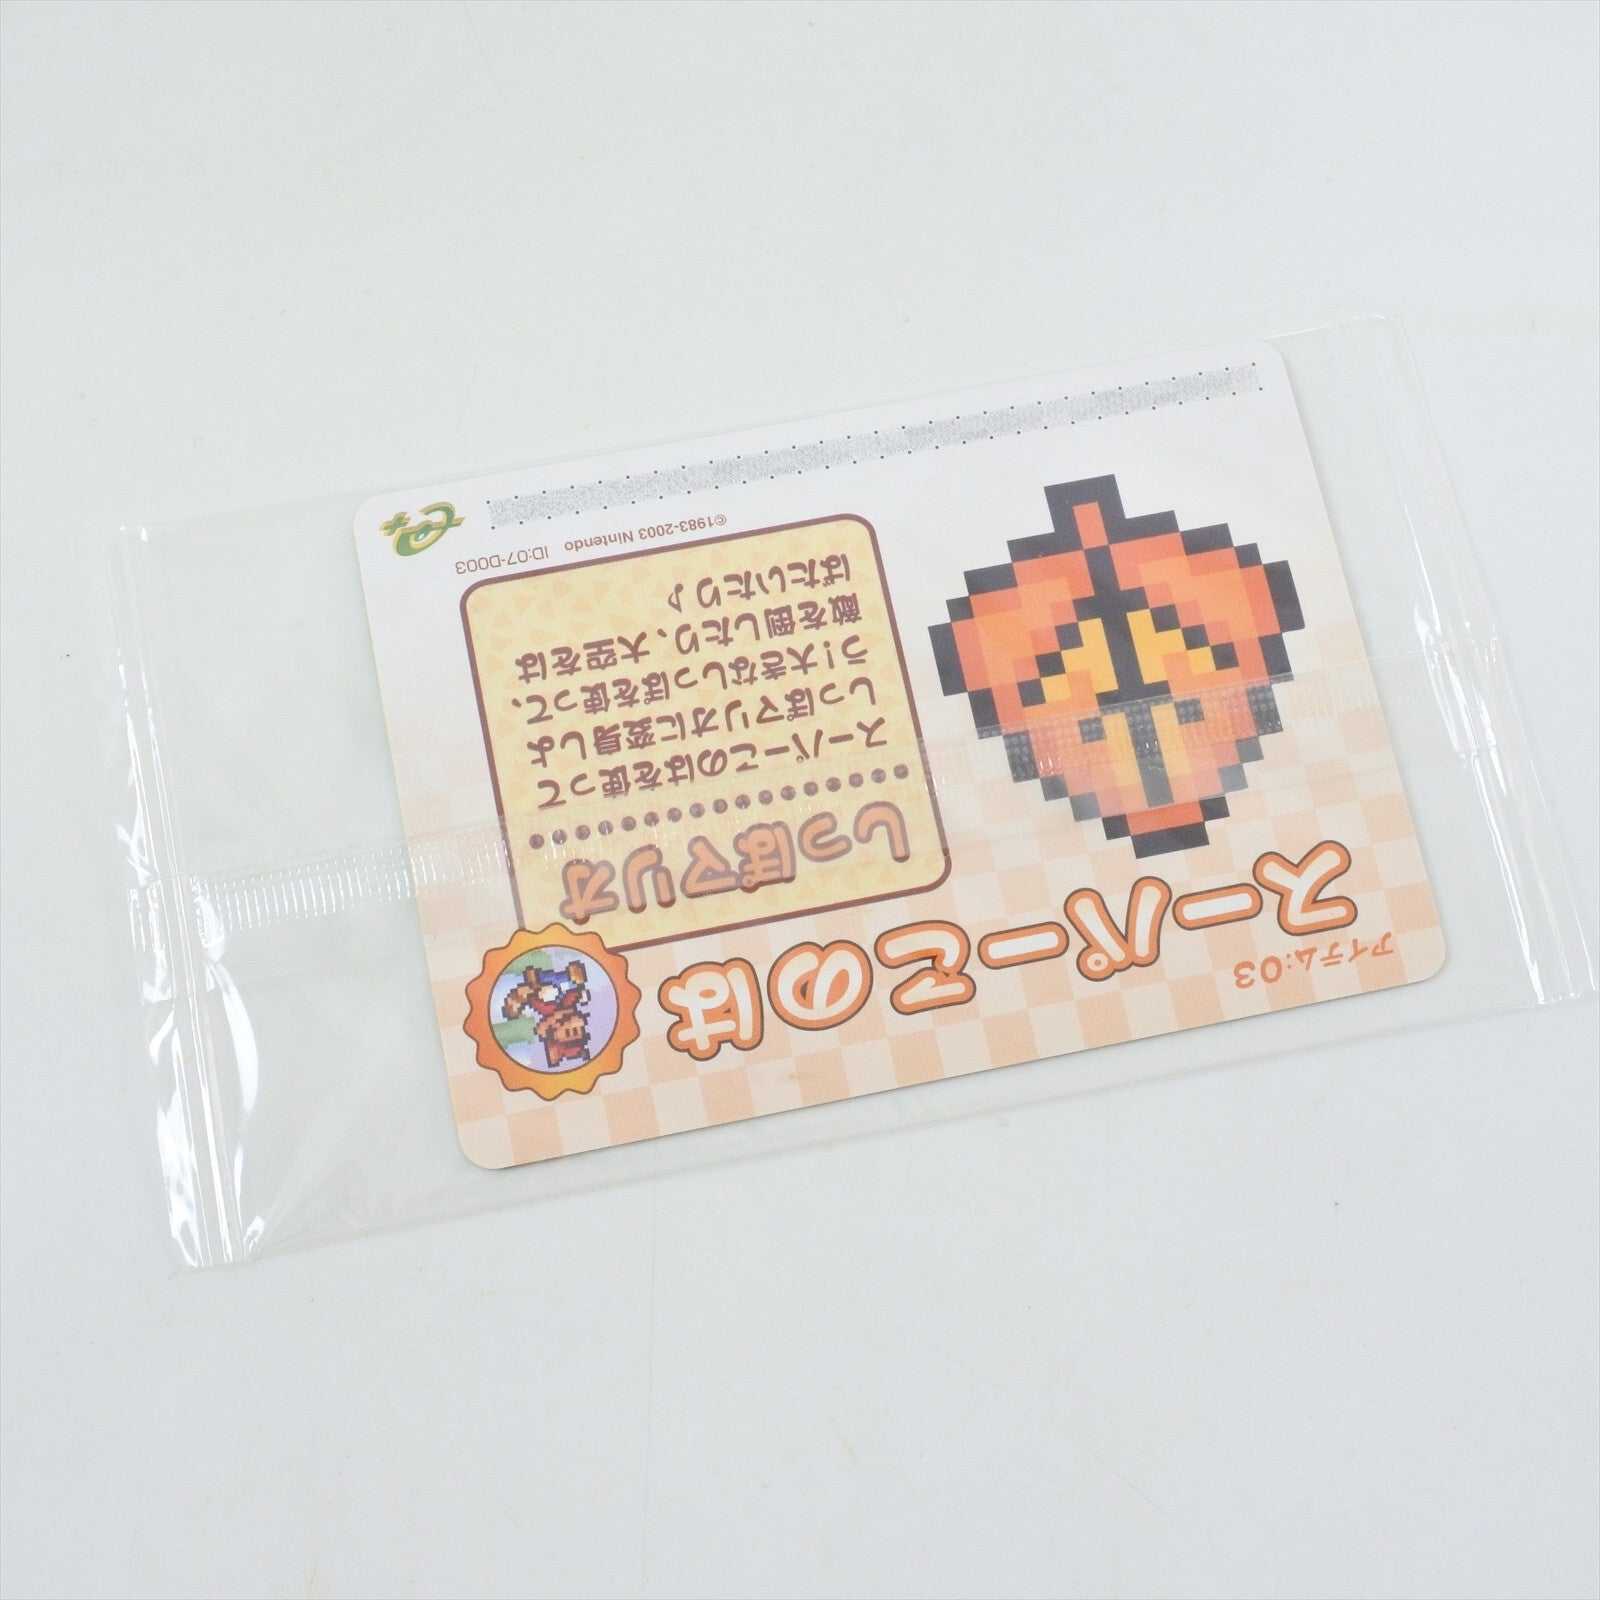 アイテム:03
スーパーこのは
しっぽマリオ
スーパーこのはを使って
しっぽマリオに変身しよ
う!大きなしっぽを使って、
敵を倒したり、大空をは
ばたいたり♪
©1983-2003 Nintendo ID:07-D003
e+